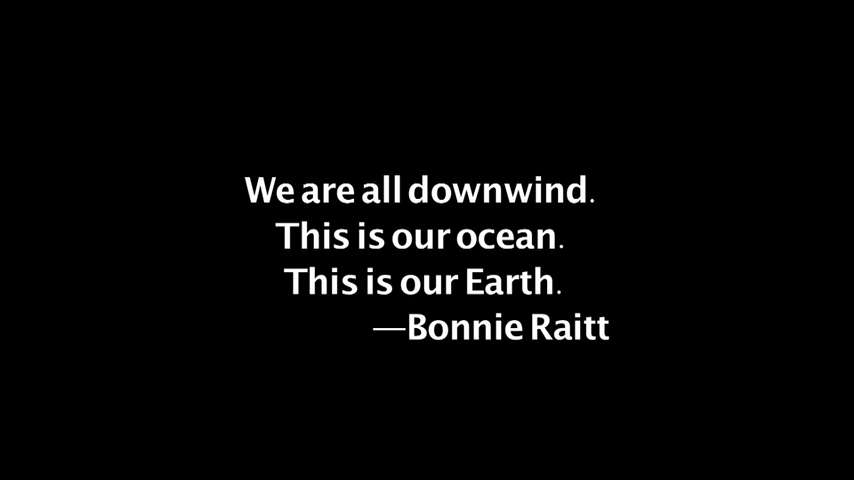 We are all downwind.
This is our ocean.
This is our Earth.
—Bonnie Raitt